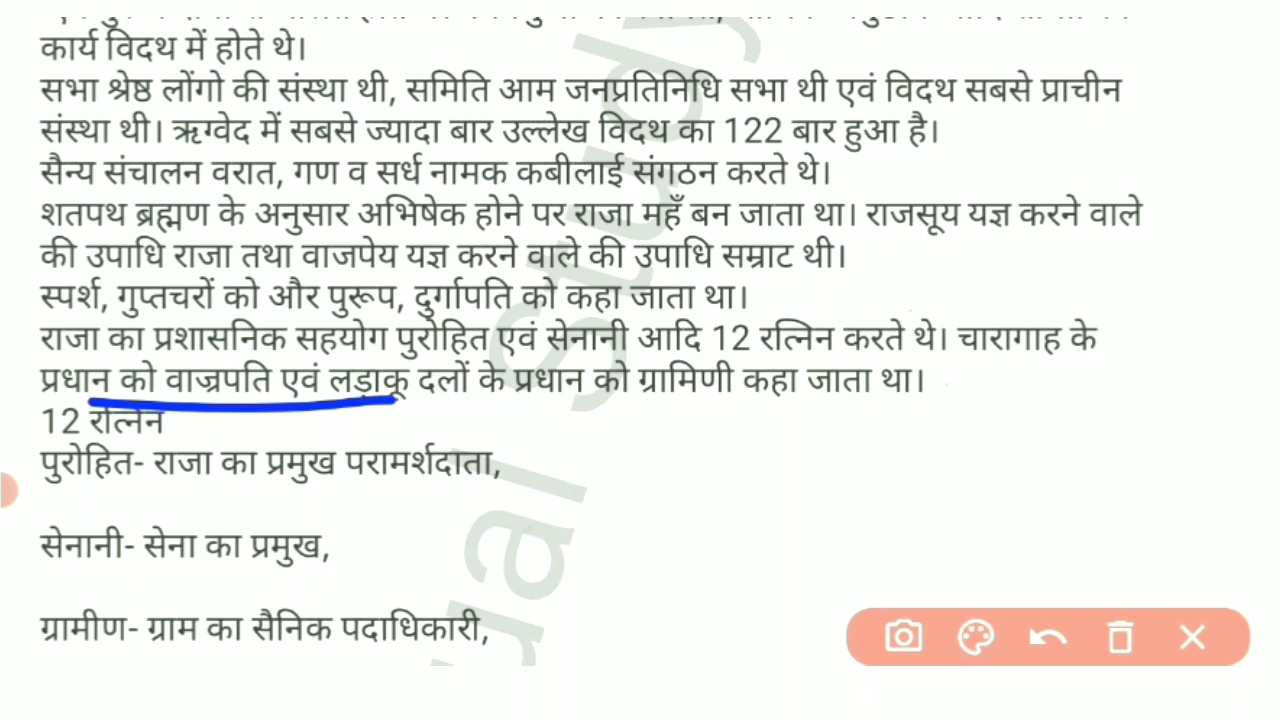 कार्य विदथ में होते थे।
सभा श्रेष्ठ लोंगो की संस्था थी, समिति आम जनप्रतिनिधि सभा थी एवं विदथ सबसे प्राचीन
संस्था थी। ऋग्वेद में सबसे ज्यादा बार उल्लेख विदथ का 122 बार हुआ है।
सैन्य संचालन वरात, गण व सर्ध नामक कबीलाई संगठन करते थे।
शतपथ ब्रह्मण के अनुसार अभिषेक होने पर राजा महँ बन जाता था। राजसूय यज्ञ करने वाले
की उपाधि राजा तथा वाजपेय यज्ञ करने वाले की उपाधि सम्राट थी।
स्पर्श, गुप्तचरों को और पुरूप, दुर्गापति को कहा जाता था।
राजा का प्रशासनिक सहयोग पुरोहित एवं सेनानी आदि 12 रत्निन करते थे। चारागाह के
प्रधान को वाज्रपति एवं लड़ाकू दलों के प्रधान को ग्रामिणी कहा जाता था।
12 रत्निन
पुरोहित- राजा का प्रमुख परामर्शदाता,
सेनानी- सेना का प्रमुख,
ग्रामीण- ग्राम का सैनिक पदाधिकारी,
ual Study